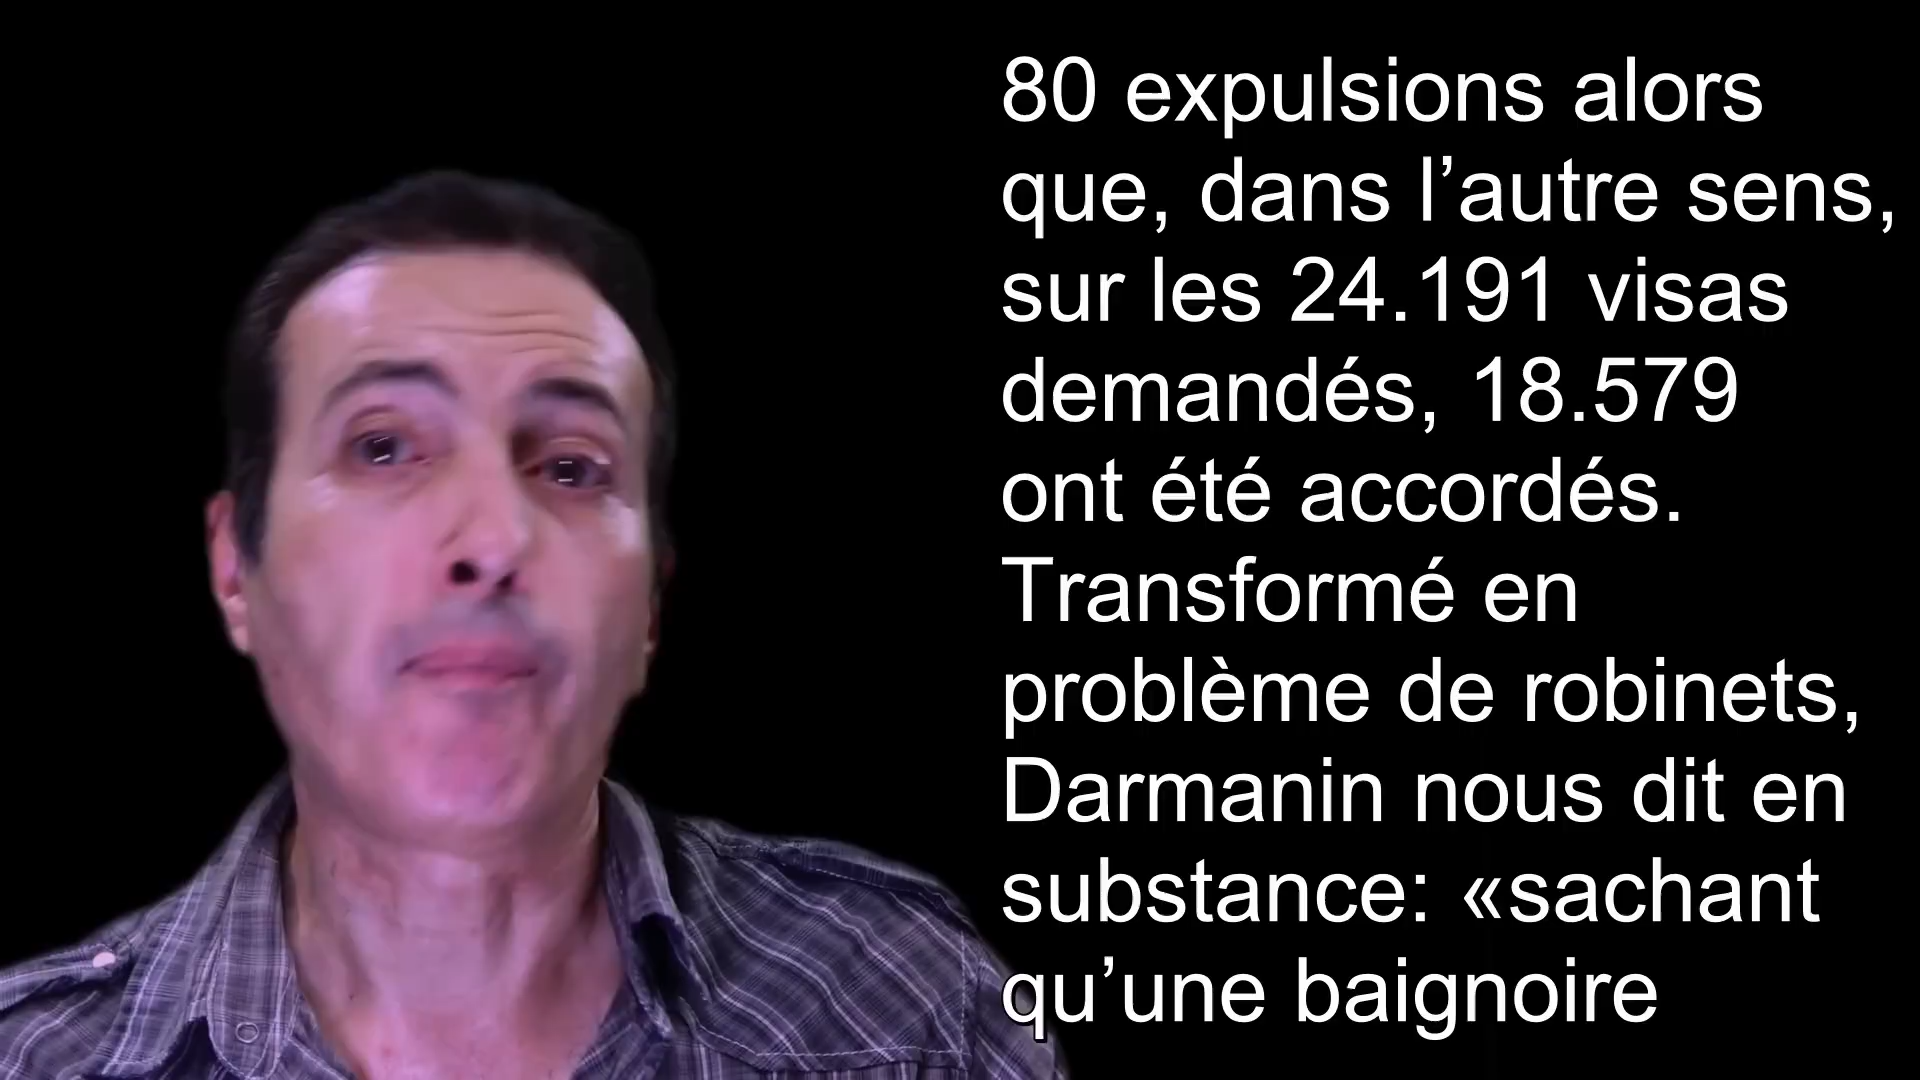 80 expulsions alors
que, dans l’autre sens,
sur les 24.191 visas
demandés, 18.579
ont été accordés.
Transformé en
problème de robinets,
Darmanin nous dit en
substance: «sachant
qu’une baignoire